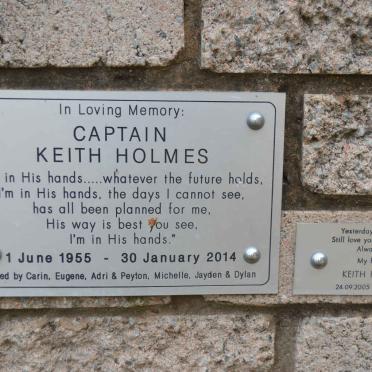 In Loving Memory:
CAPTAIN
KEITH HOLMES
in His hands.....whatever the future holds,
I'm in His hands, the days I cannot see,
has all been planned for me,
His way is best you see,
I'm in His hands."
1 June 1955 - 30 January 2014
by Carin, Eugene, Adri & Peyton, Michelle, Jayden & Dylan
Yesterday
Still love you
My
KEITH
24.09.2005